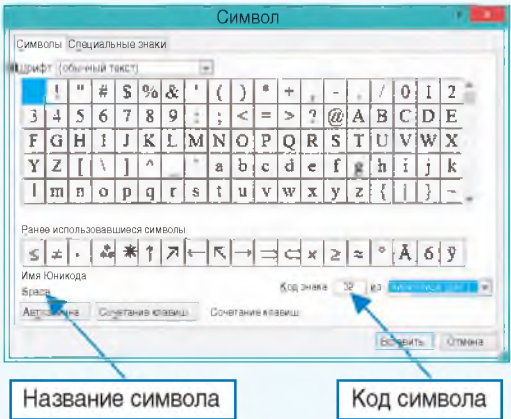 Символ
Символы Специальные знаки
Шрифт (обычный текст)
! " # $ % & ' ( ) * + , - . / 0 1 2
3 4 5 6 7 8 9 : ; < = > ? @ A B C D E
F G H I J K L M N O P Q R S T U V W X
Y Z [ \ ] ^ _ ` a b c d e f g h i j k
l m n o p q r s t u v w x y z { | } ~
Ранее использовавшиеся символы
≤ ≠ · * ↑ ↗ ← ↖ → ⇉ × ≥ ≈ ° Ā б ў
Имя Юникода
Space
Код знака 32 из
Автозамена Сочетание клавиш Сочетание клавиш
Вставить Отмена
Название символа
Код символа